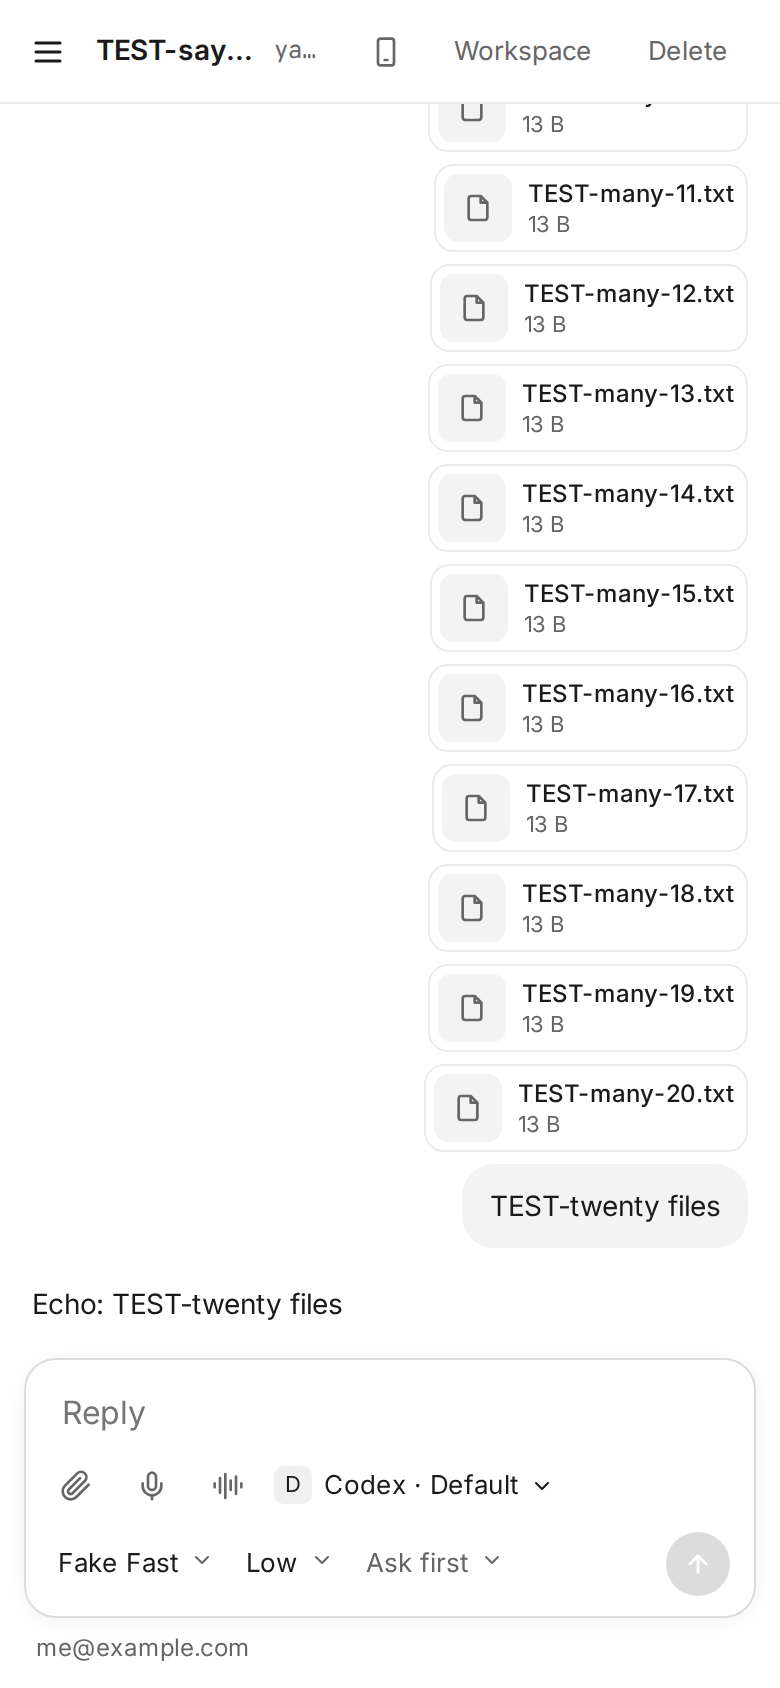 TEST-say... ya... Workspace Delete
13 B
TEST-many-11.txt
13 B
TEST-many-12.txt
13 B
TEST-many-13.txt
13 B
TEST-many-14.txt
13 B
TEST-many-15.txt
13 B
TEST-many-16.txt
13 B
TEST-many-17.txt
13 B
TEST-many-18.txt
13 B
TEST-many-19.txt
13 B
TEST-many-20.txt
13 B
TEST-twenty files
Echo: TEST-twenty files
Reply
D Codex · Default
Fake Fast Low Ask first
me@example.com